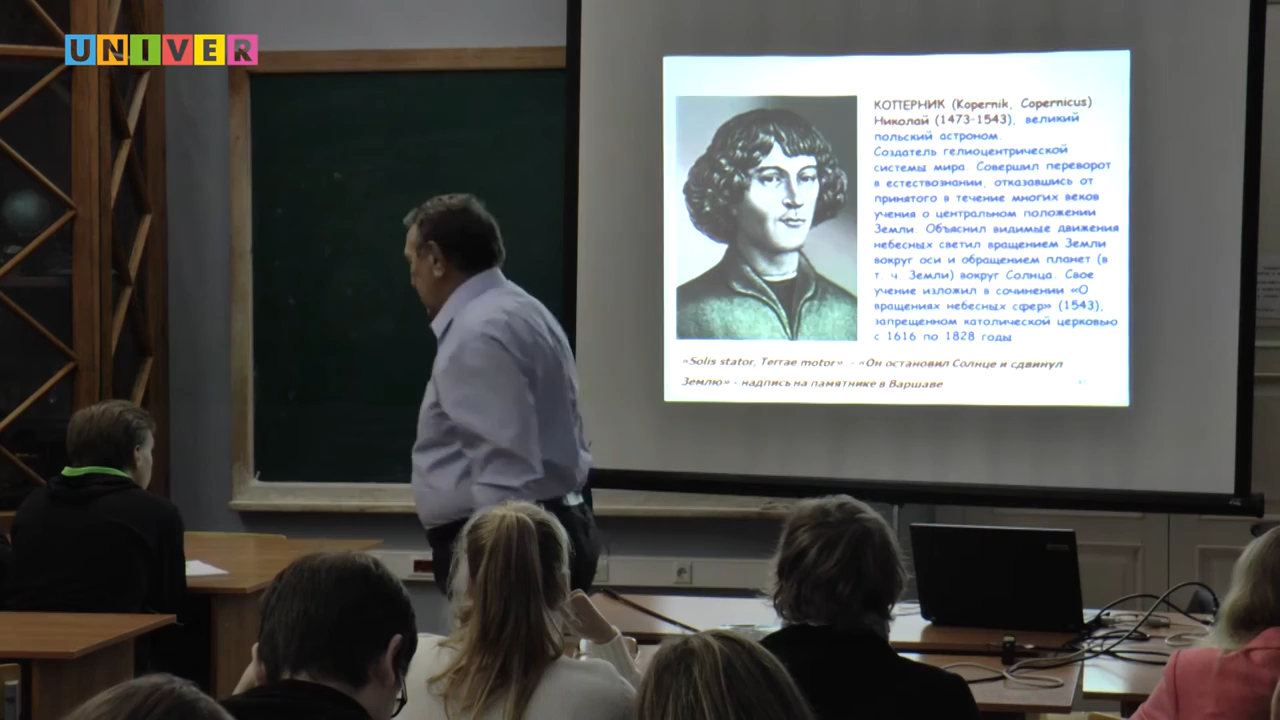 UNIVER
КОПЕРНИК (Kopernik, Copernicus)
Николай (1473-1543), великий
польский астроном.
Создатель гелиоцентрической
системы мира. Совершил переворот
в естествознании, отказавшись от
принятого в течение многих веков
учения о центральном положении
Земли. Объяснил видимые движения
небесных светил вращением Земли
вокруг оси и обращением планет (в
т. ч. Земли) вокруг Солнца. Свое
учение изложил в сочинении «О
вращениях небесных сфер» (1543),
запрещенном католической церковью
с 1616 по 1828 годы
«Solis stator, Terrae motor» - «Он остановил Солнце и сдвинул
Землю» - надпись на памятнике в Варшаве